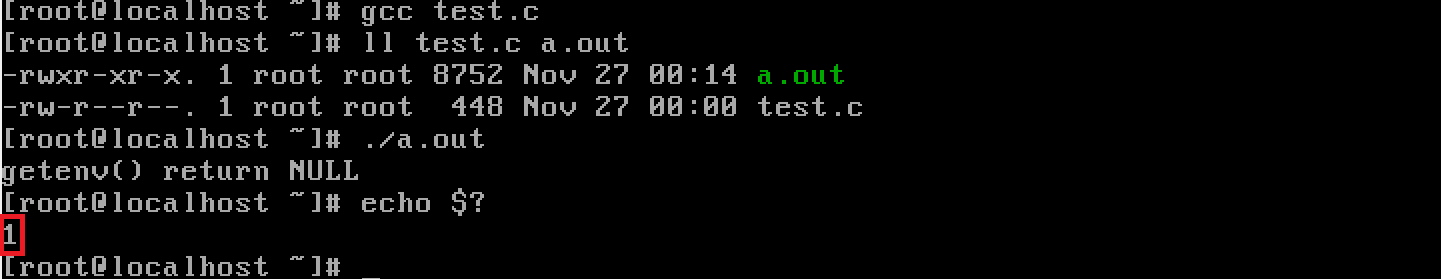 [root@localhost ~]# gcc test.c
[root@localhost ~]# ll test.c a.out
-rwxr-xr-x. 1 root root 8752 Nov 27 00:14 a.out
-rw-r--r--. 1 root root  448 Nov 27 00:00 test.c
[root@localhost ~]# ./a.out
getenv() return NULL
[root@localhost ~]# echo $?
1
[root@localhost ~]# _